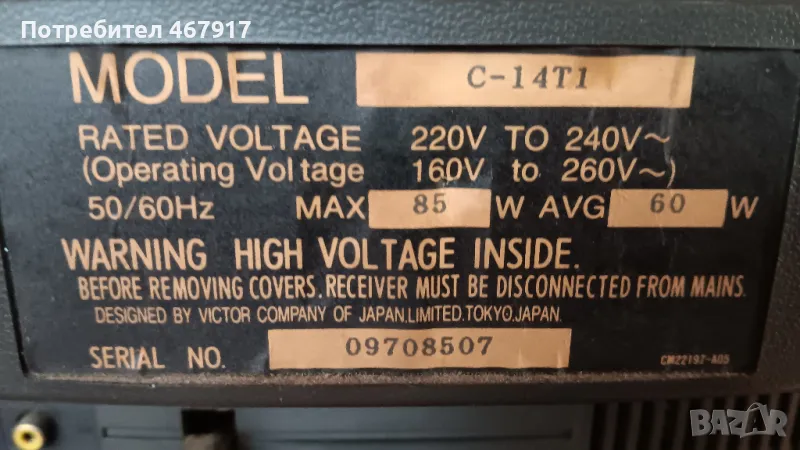 Потребител 467917
MODEL C-14T1
RATED VOLTAGE 220V TO 240V~
(Operating Voltage 160V to 260V~)
50/60Hz MAX 85 W AVG 60 W
WARNING HIGH VOLTAGE INSIDE.
BEFORE REMOVING COVERS. RECEIVER MUST BE DISCONNECTED FROM MAINS.
DESIGNED BY VICTOR COMPANY OF JAPAN.LIMITED.TOKYO.JAPAN.
SERIAL NO. 09708507
CM22197-A05
BAZAR